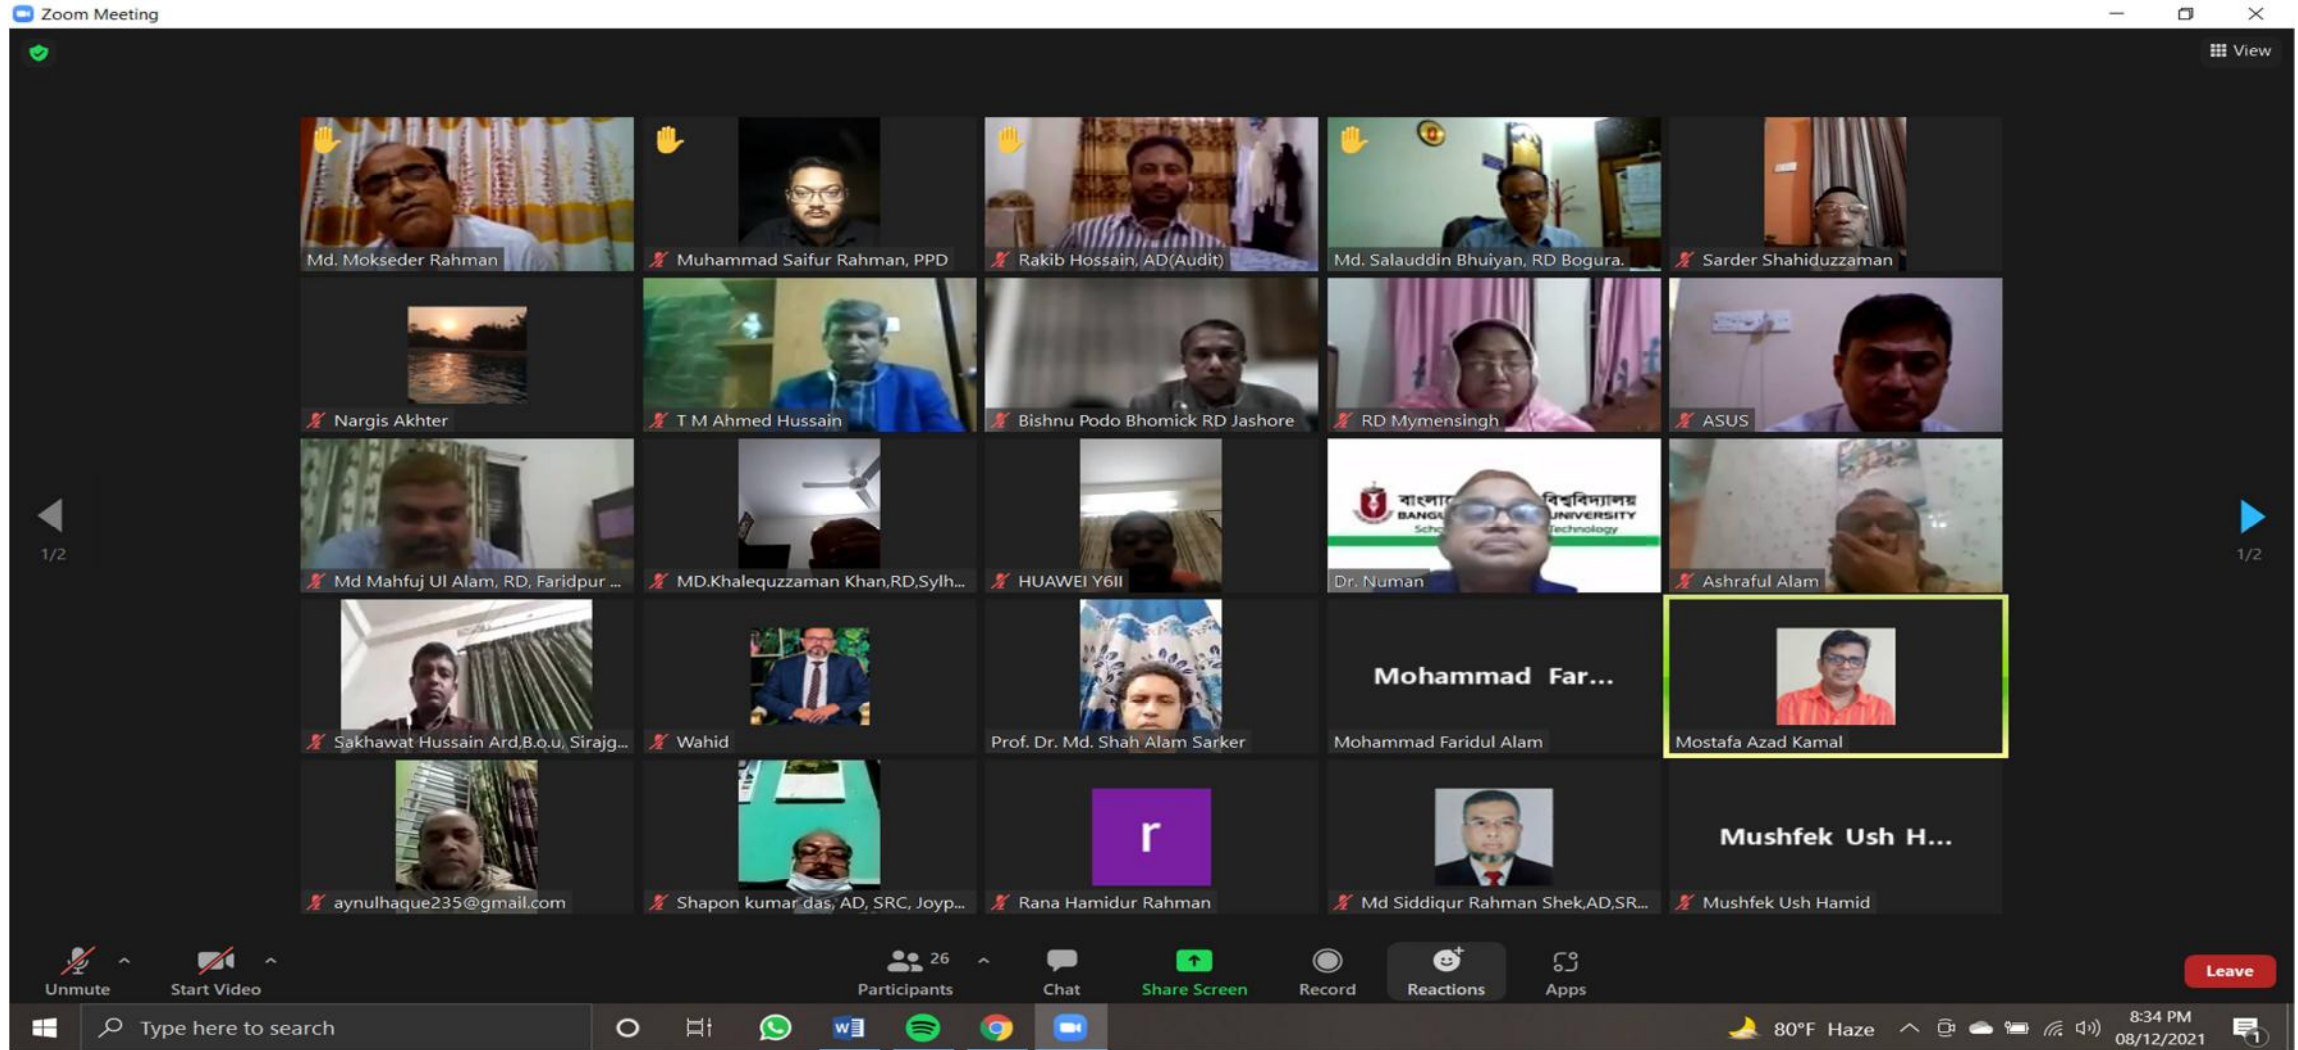 Zoom Meeting
View
Md. Mokseder Rahman
Muhammad Saifur Rahman, PPD
Rakib Hossain, AD(Audit)
Md. Salauddin Bhuiyan, RD Bogura.
Sarder Shahiduzzaman
Nargis Akhter
T M Ahmed Hussain
Bishnu Podo Bhomick RD Jashore
RD Mymensingh
ASUS
1/2
1/2
Md Mahfuj Ul Alam, RD, Faridpur ...
MD.Khalequzzaman Khan,RD,Sylh...
HUAWEI Y6II
UNIVERSITY
Technology
Dr. Numan
Ashraful Alam
Sakhawat Hussain Ard,B.o.u, Sirajg...
Wahid
Prof. Dr. Md. Shah Alam Sarker
Mohammad Far...
Mohammad Faridul Alam
Mostafa Azad Kamal
aynulhaque235@gmail.com
Shapon kumar das, AD, SRC, Joyp...
r
Rana Hamidur Rahman
Md Siddiqur Rahman Shek,AD,SR...
Mushfek Ush H...
Mushfek Ush Hamid
Unmute
Start Video
26
Participants
Chat
Share Screen
Record
Reactions
Apps
Leave
Type here to search
80°F Haze
8:34 PM
08/12/2021
1